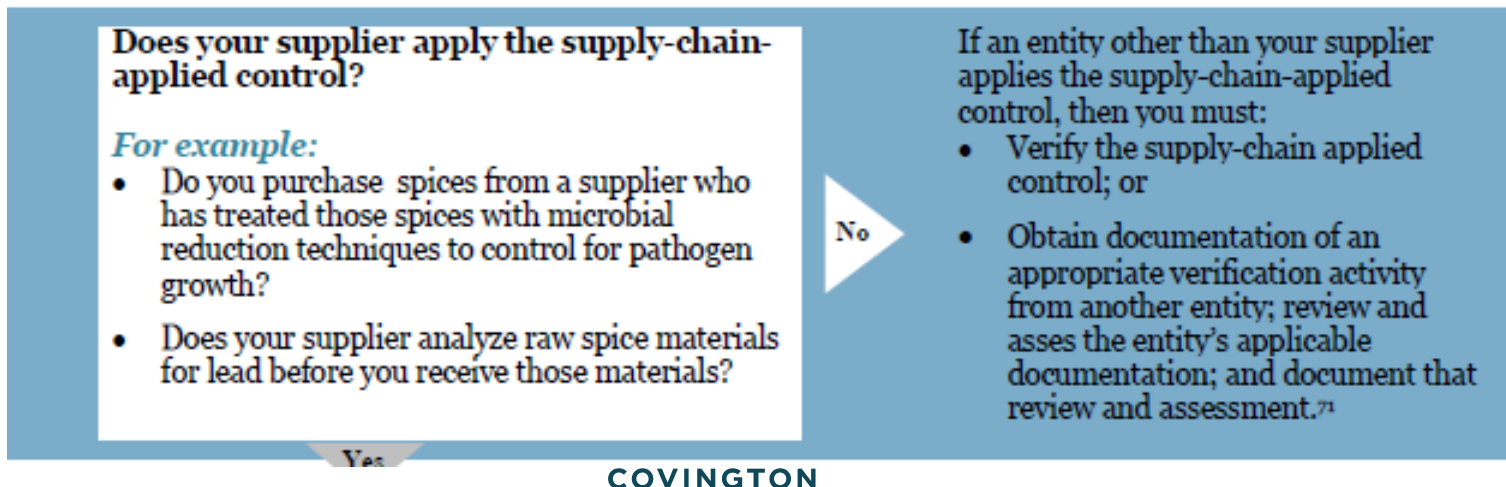 Does your supplier apply the supply-chain-
applied control?
For example:
• Do you purchase spices from a supplier who
has treated those spices with microbial
reduction techniques to control for pathogen
growth?
• Does your supplier analyze raw spice materials
for lead before you receive those materials?
Yes
No
If an entity other than your supplier
applies the supply-chain-applied
control, then you must:
• Verify the supply-chain applied
control; or
• Obtain documentation of an
appropriate verification activity
from another entity; review and
asses the entity's applicable
documentation; and document that
review and assessment.71
COVINGTON